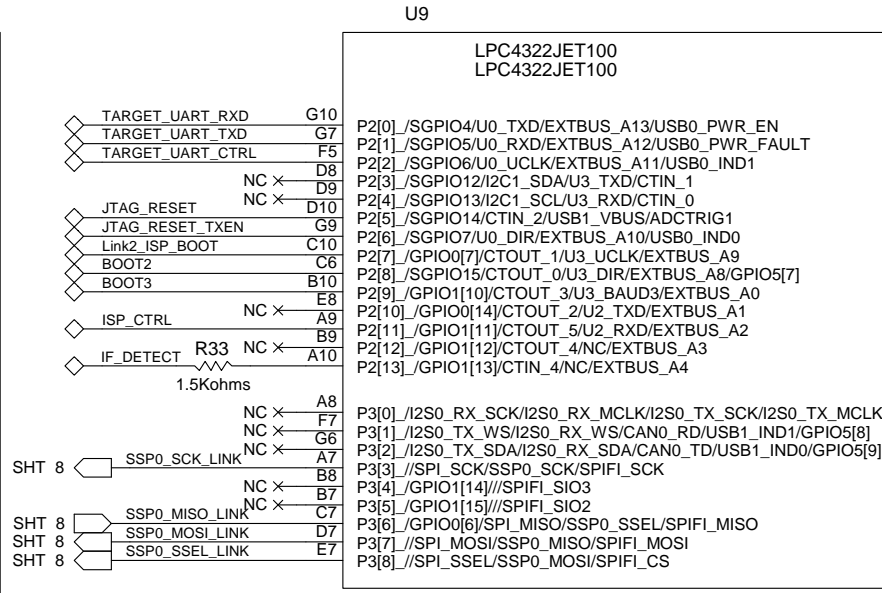 U9
LPC4322JET100
LPC4322JET100
TARGET_UART_RXD G10 P2[0]_/SGPIO4/U0_TXD/EXTBUS_A13/USB0_PWR_EN
TARGET_UART_TXD G7 P2[1]_/SGPIO5/U0_RXD/EXTBUS_A12/USB0_PWR_FAULT
TARGET_UART_CTRL F5 P2[2]_/SGPIO6/U0_UCLK/EXTBUS_A11/USB0_IND1
NC D8 P2[3]_/SGPIO12/I2C1_SDA/U3_TXD/CTIN_1
NC D9 P2[4]_/SGPIO13/I2C1_SCL/U3_RXD/CTIN_0
JTAG_RESET D10 P2[5]_/SGPIO14/CTIN_2/USB1_VBUS/ADCTRIG1
JTAG_RESET_TXEN G9 P2[6]_/SGPIO7/U0_DIR/EXTBUS_A10/USB0_IND0
Link2_ISP_BOOT C10 P2[7]_/GPIO0[7]/CTOUT_1/U3_UCLK/EXTBUS_A9
BOOT2 C6 P2[8]_/SGPIO15/CTOUT_0/U3_DIR/EXTBUS_A8/GPIO5[7]
BOOT3 B10 P2[9]_/GPIO1[10]/CTOUT_3/U3_BAUD3/EXTBUS_A0
NC E8 P2[10]_/GPIO0[14]/CTOUT_2/U2_TXD/EXTBUS_A1
ISP_CTRL A9 P2[11]_/GPIO1[11]/CTOUT_5/U2_RXD/EXTBUS_A2
NC B9 P2[12]_/GPIO1[12]/CTOUT_4/NC/EXTBUS_A3
IF_DETECT R33 A10 P2[13]_/GPIO1[13]/CTIN_4/NC/EXTBUS_A4
1.5Kohms
NC A8 P3[0]_/I2S0_RX_SCK/I2S0_RX_MCLK/I2S0_TX_SCK/I2S0_TX_MCLK
NC F7 P3[1]_/I2S0_TX_WS/I2S0_RX_WS/CAN0_RD/USB1_IND1/GPIO5[8]
NC G6 P3[2]_/I2S0_TX_SDA/I2S0_RX_SDA/CAN0_TD/USB1_IND0/GPIO5[9]
SHT 8 SSP0_SCK_LINK A7 P3[3]_//SPI_SCK/SSP0_SCK/SPIFI_SCK
NC B8 P3[4]_/GPIO1[14]///SPIFI_SIO3
NC B7 P3[5]_/GPIO1[15]///SPIFI_SIO2
SHT 8 SSP0_MISO_LINK C7 P3[6]_/GPIO0[6]/SPI_MISO/SSP0_SSEL/SPIFI_MISO
SHT 8 SSP0_MOSI_LINK D7 P3[7]_//SPI_MOSI/SSP0_MISO/SPIFI_MOSI
SHT 8 SSP0_SSEL_LINK E7 P3[8]_//SPI_SSEL/SSP0_MOSI/SPIFI_CS